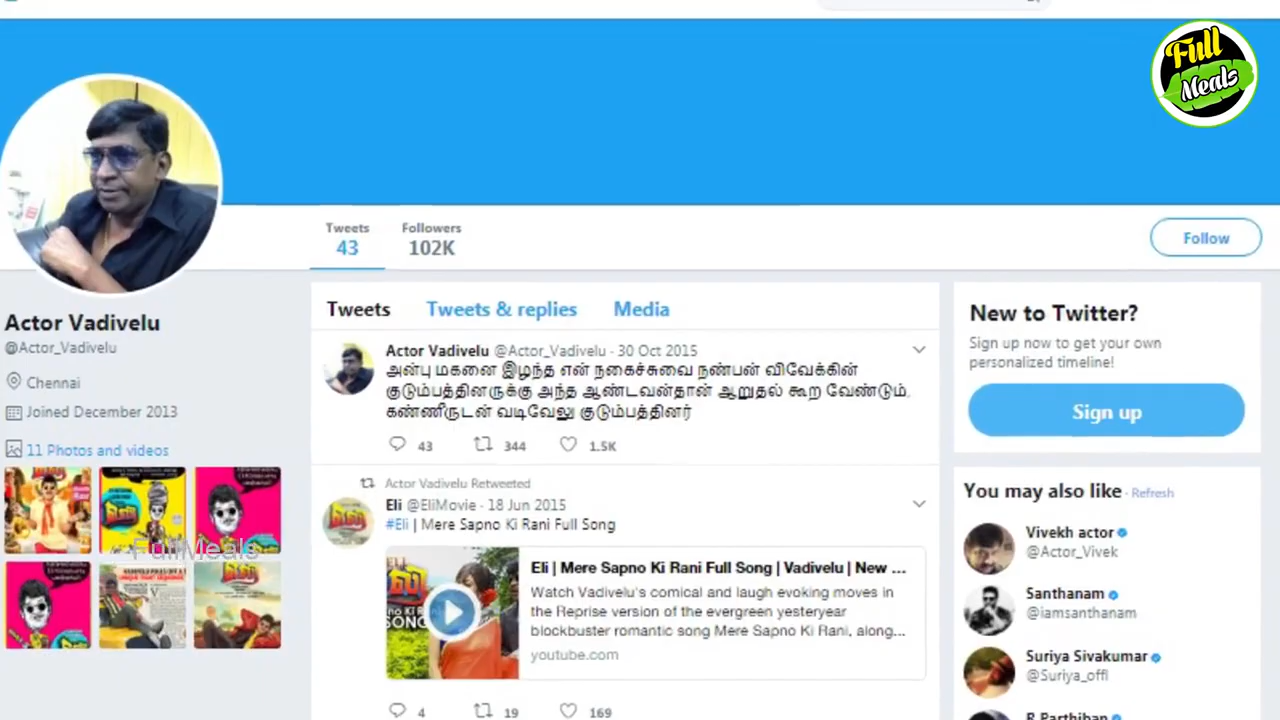 Full
Meals
Tweets
43
Followers
102K
Follow
Actor Vadivelu
@Actor_Vadivelu
Chennai
Joined December 2013
11 Photos and videos
FullMeals
Tweets
Tweets & replies
Media
Actor Vadivelu @Actor_Vadivelu · 30 Oct 2015
அன்பு மகனை இழந்த என் நகைச்சுவை நண்பன் விவேக்கின்
குடும்பத்தினருக்கு அந்த ஆண்டவன்தான் ஆறுதல் கூற வேண்டும்.
கண்ணீருடன் வடிவேலு குடும்பத்தினர்
43 344 1.5K
Actor Vadivelu Retweeted
Eli @EliMovie · 18 Jun 2015
#Eli | Mere Sapno Ki Rani Full Song
Eli | Mere Sapno Ki Rani Full Song | Vadivelu | New ...
Watch Vadivelu's comical and laugh evoking moves in
the Reprise version of the evergreen yesteryear
blockbuster romantic song Mere Sapno Ki Rani, along...
youtube.com
4 19 169
New to Twitter?
Sign up now to get your own
personalized timeline!
Sign up
You may also like · Refresh
Vivekh actor
@Actor_Vivek
Santhanam
@iamsanthanam
Suriya Sivakumar
@Suriya_offl
R.Parthiban